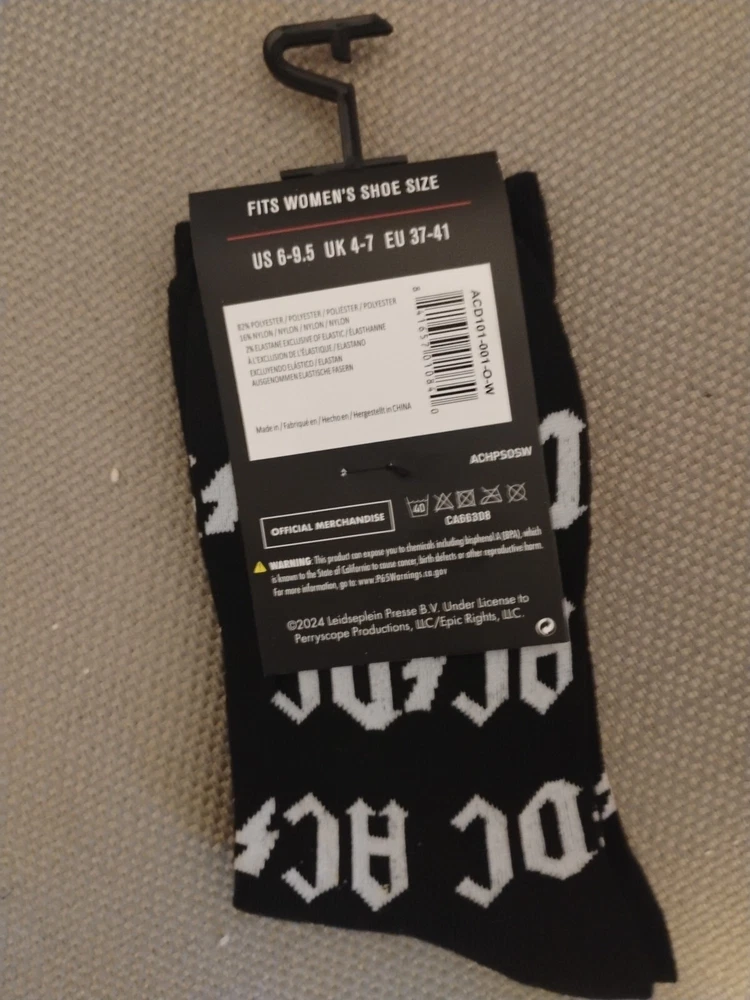 FITS WOMEN'S SHOE SIZE
US 6-9.5 UK 4-7 EU 37-41
82% POLYESTER / POLYESTER / POLIÉSTER / POLYESTER
16% NYLON / NYLON / NYLON / NYLON
2% ELASTANE EXCLUSIVE OF ELASTIC / ÉLASTHANNE
À L'EXCLUSION DE L'ÉLASTIQUE / ELASTANO
EXCLUYENDO ELÁSTICO / ELASTAN
AUSGENOMMEN ELASTISCHE FASERN
Made in / Fabriqué en / Hecho en / Hergestellt in CHINA
ACD101-001-O-W
ACHPS05W
40
OFFICIAL MERCHANDISE
WARNING: This product can expose you to chemicals including bisphenol A (BPA), which
is known to the State of California to cause cancer, birth defects or other reproductive harm.
For more information, go to: www.P65Warnings.ca.gov
©2024 Leidseplein Presse B.V. Under License to
Perryscope Productions, LLC/Epic Rights, LLC.
AC DC
DC AC